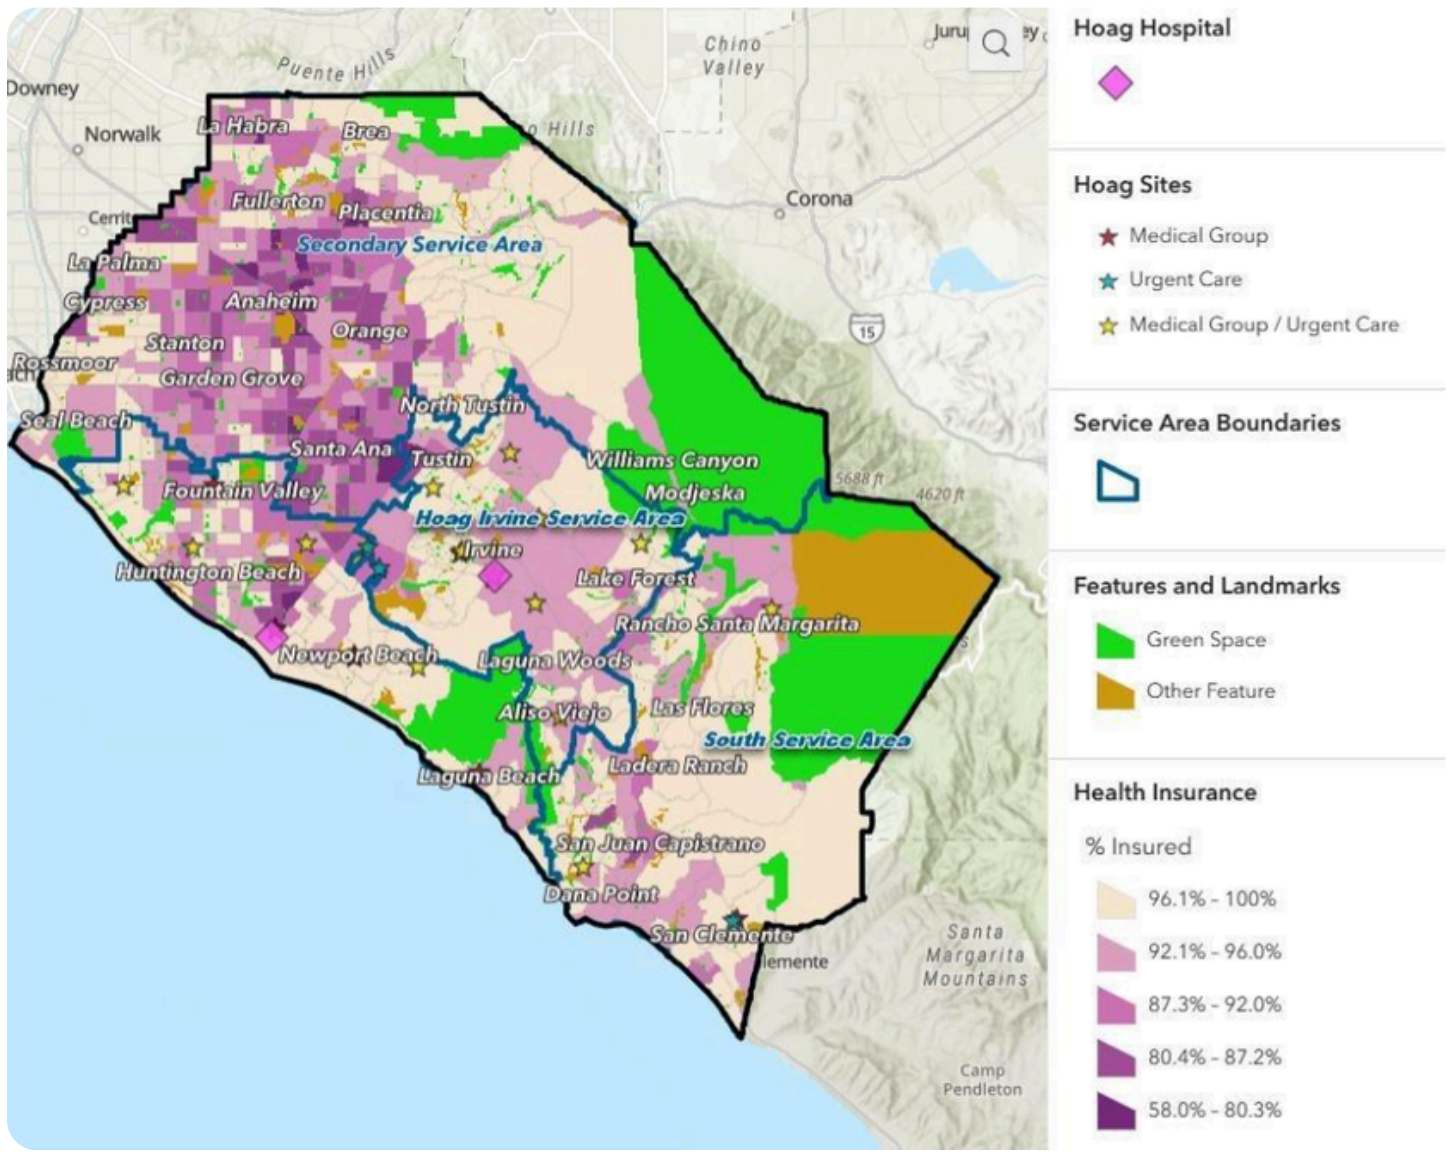 Puente Hills
Chino
Valley
Downey
Norwalk
La Habra
Brea
o Hills
Corona
Fullerton
Placentia
Cerrit
Secondary Service Area
La Palma
Cypress
Anaheim
15
Orange
Stanton
Rossmoor
Garden Grove
North Tustin
Seal Beach
Santa Ana
Tustin
Williams Canyon
5688 ft
Fountain Valley
Modjeska
4620 ft
Hoag Irvine Service Area
Irvine
Huntington Beach
Lake Forest
Rancho Santa Margarita
Newport Beach
Laguna Woods
Aliso Viejo
Las Flores
South Service Area
Laguna Beach
Ladera Ranch
San Juan Capistrano
Dana Point
San Clemente
lemente
Santa
Margarita
Mountains
Camp
Pendleton
Hoag Hospital
Hoag Sites
Medical Group
Urgent Care
Medical Group / Urgent Care
Service Area Boundaries
Features and Landmarks
Green Space
Other Feature
Health Insurance
% Insured
96.1% - 100%
92.1% - 96.0%
87.3% - 92.0%
80.4% - 87.2%
58.0% - 80.3%